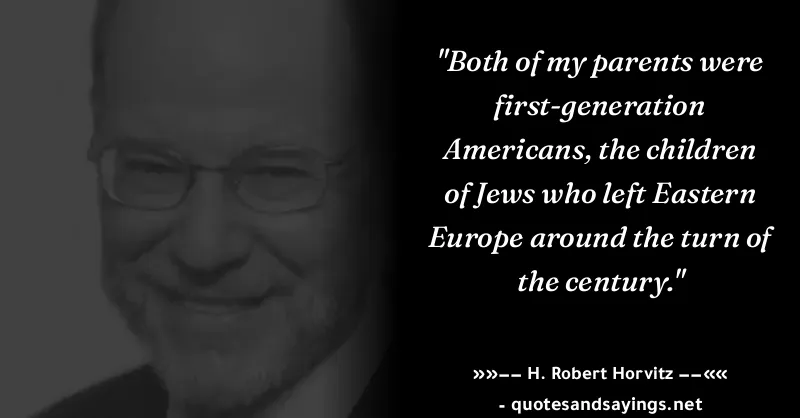 "Both of my parents were
first-generation
Americans, the children
of Jews who left Eastern
Europe around the turn of
the century."
»»−− H. Robert Horvitz −−««
- quotesandsayings.net